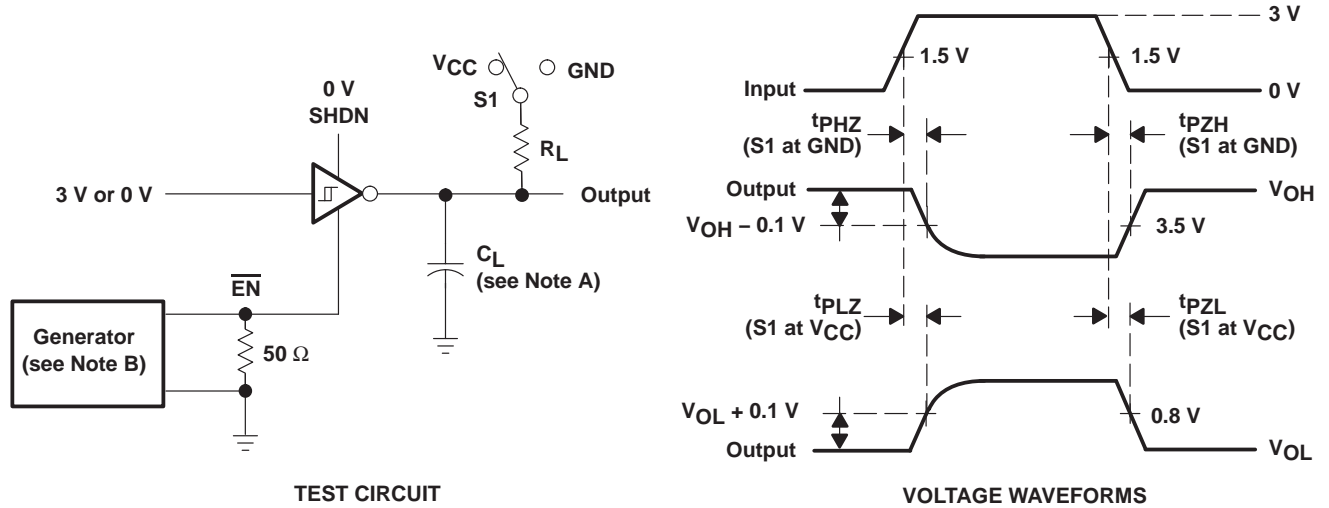 VCC
GND
S1
0 V
SHDN
RL
3 V or 0 V
Output
CL
(see Note A)
EN
Generator
(see Note B)
50 Ω
TEST CIRCUIT
3 V
1.5 V
1.5 V
Input
0 V
tPHZ
(S1 at GND)
tPZH
(S1 at GND)
Output
VOH
VOH – 0.1 V
3.5 V
tPLZ
(S1 at VCC)
tPZL
(S1 at VCC)
VOL + 0.1 V
0.8 V
Output
VOL
VOLTAGE WAVEFORMS